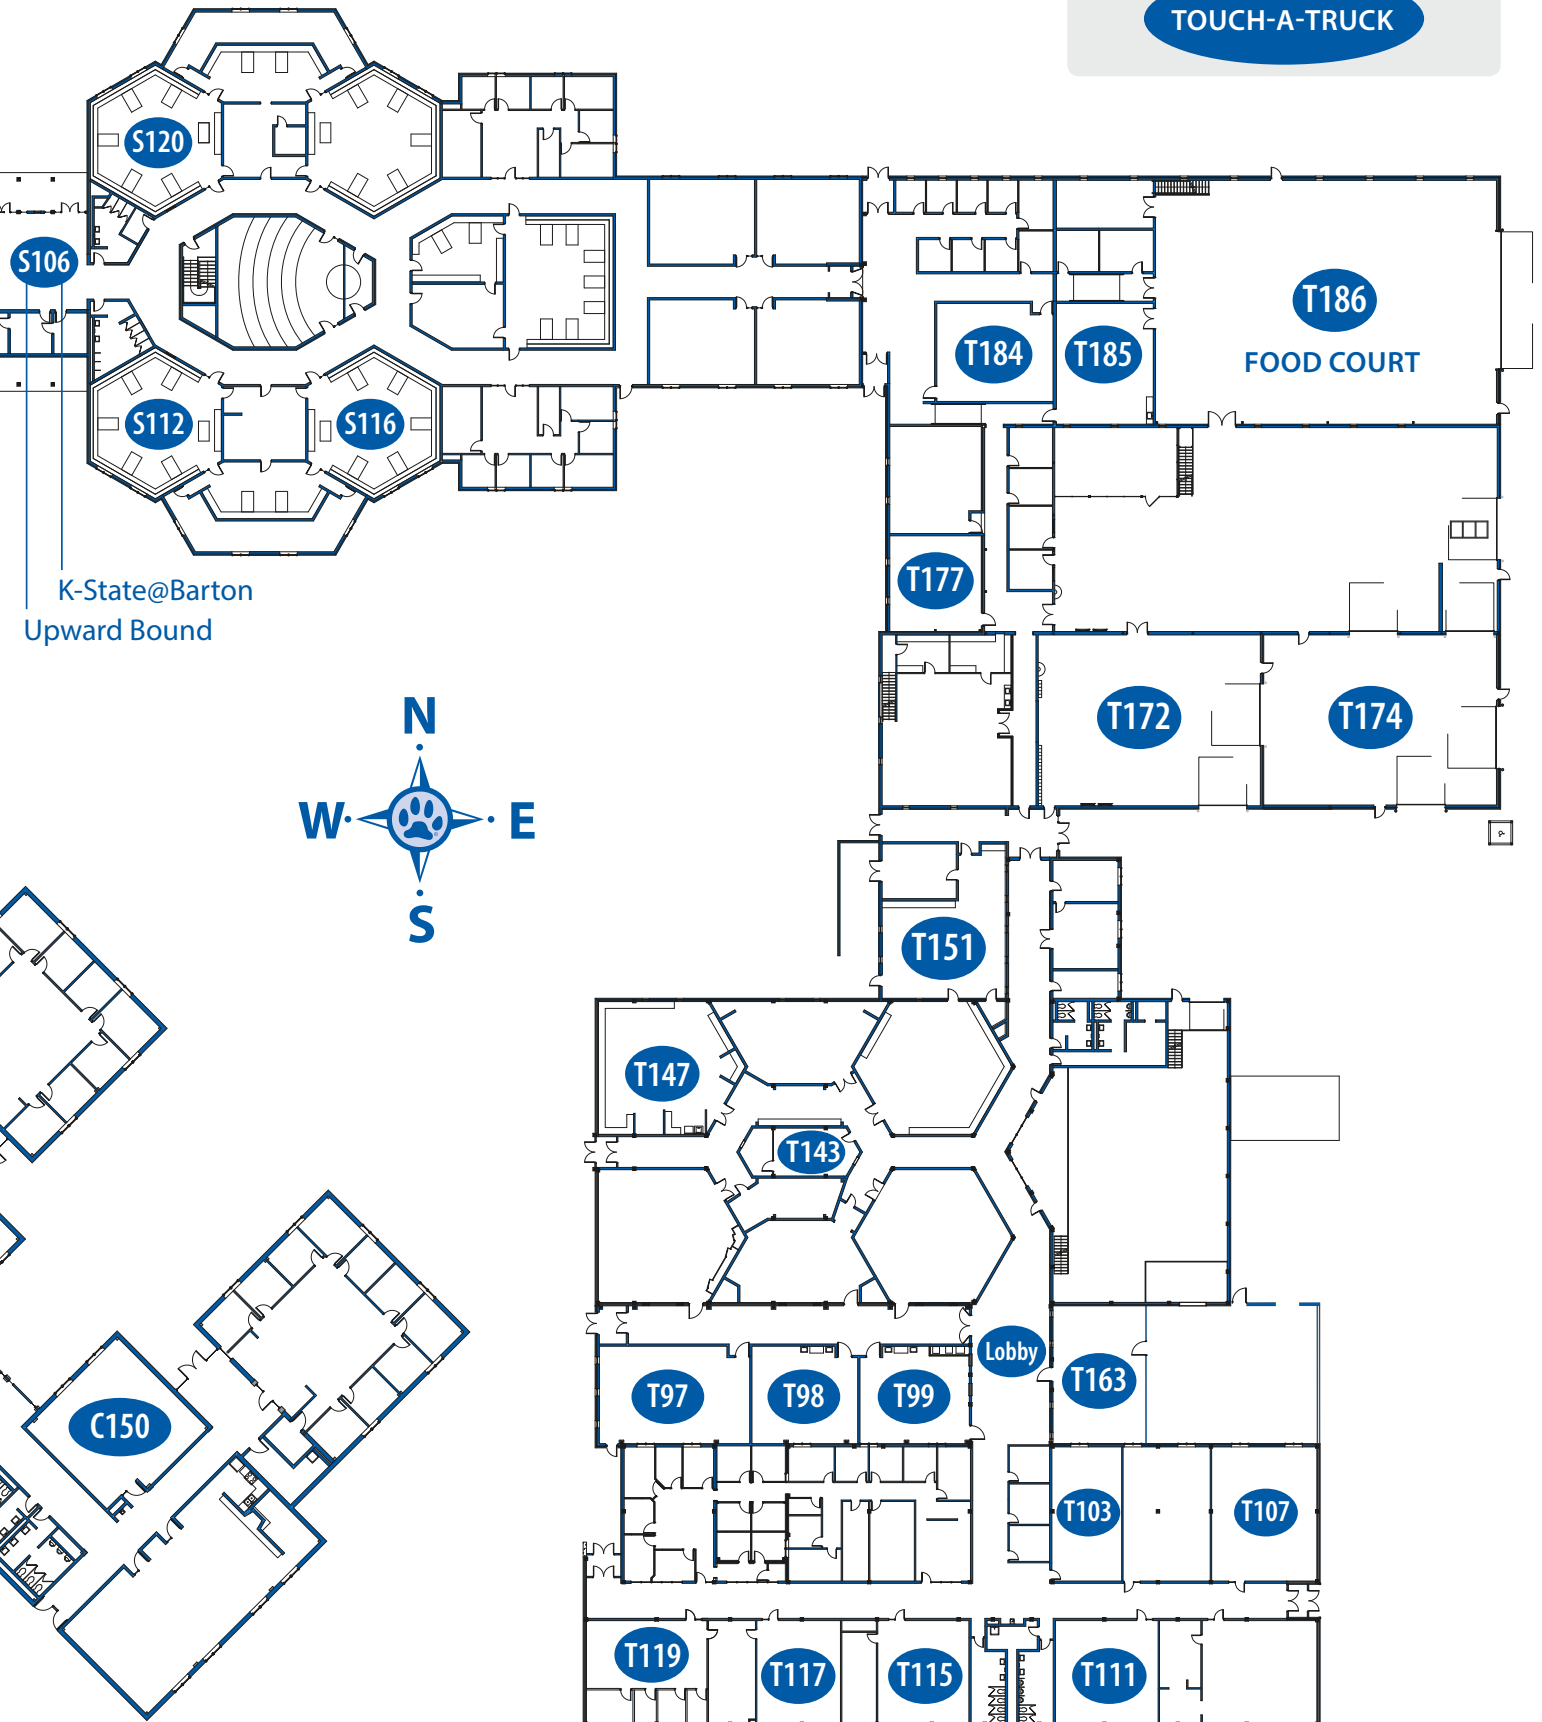 TOUCH-A-TRUCK
S120
S106
T186
FOOD COURT
T184
T185
S112
S116
T177
K-State@Barton
Upward Bound
N
W
E
S
T172
T174
T151
T147
T143
Lobby
T163
T97
T98
T99
C150
T103
T107
T119
T117
T115
T111